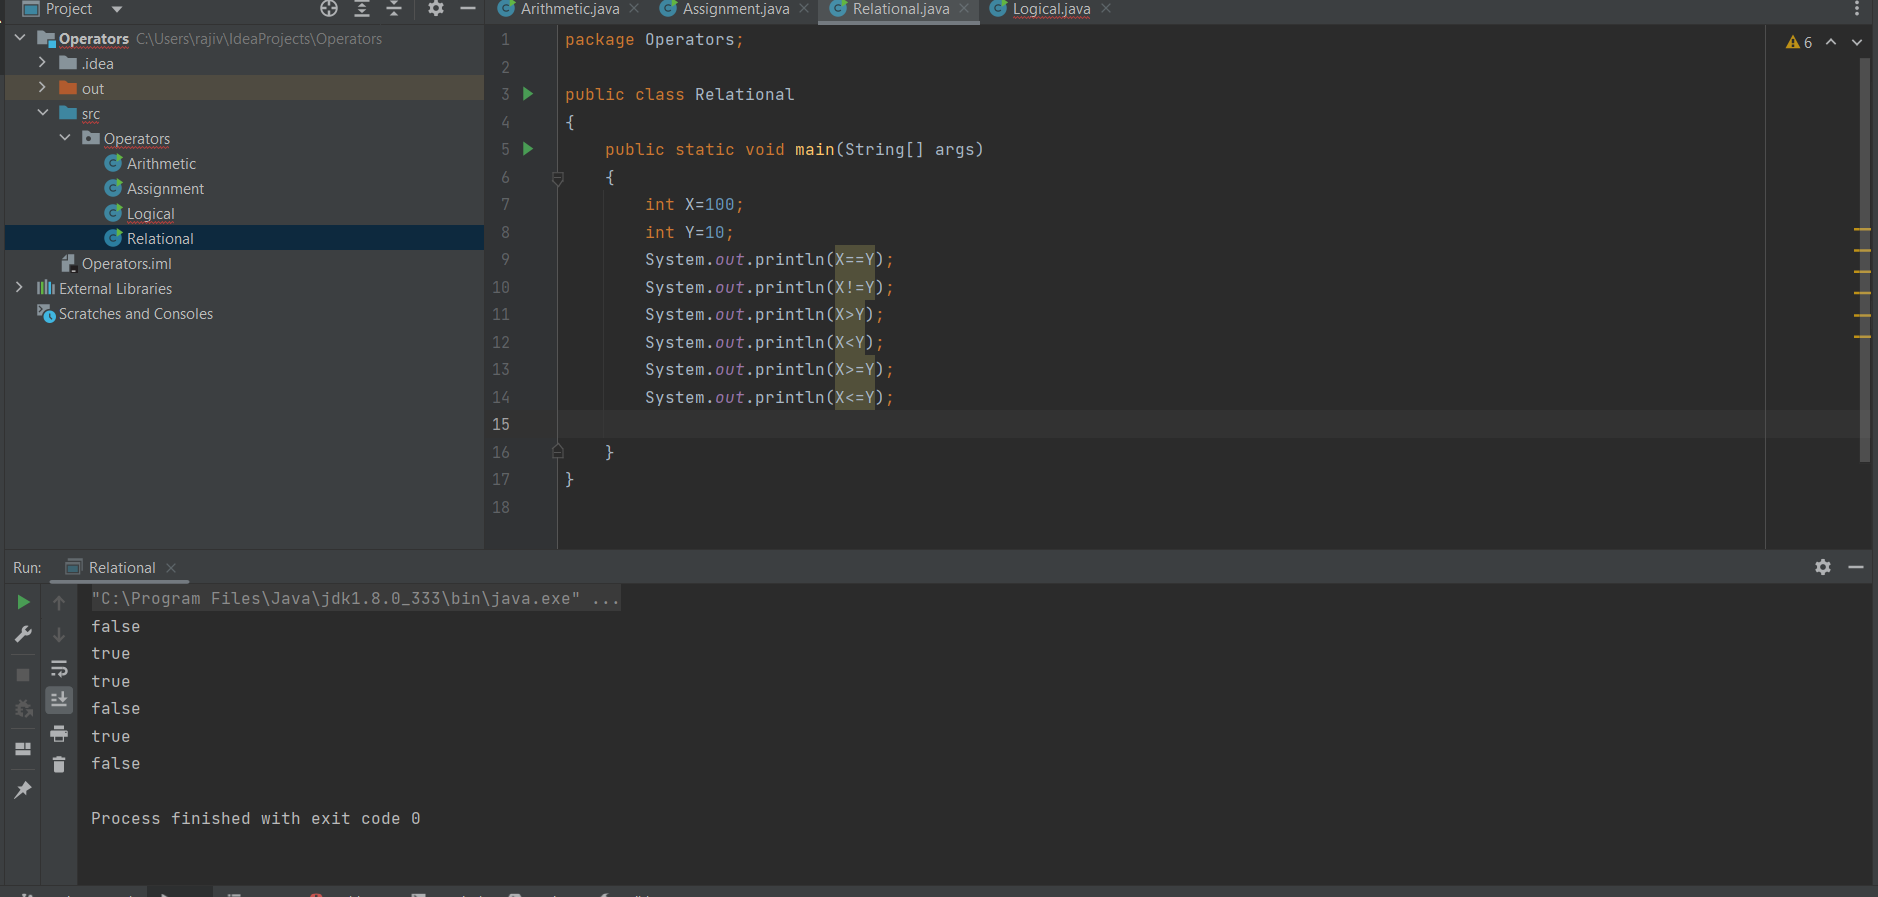 Project
Arithmetic.java
Assignment.java
Relational.java
Logical.java
Operators C:\Users\rajiv\IdeaProjects\Operators
.idea
out
src
Operators
Arithmetic
Assignment
Logical
Relational
Operators.iml
External Libraries
Scratches and Consoles
6
1 package Operators;
2
3 public class Relational
4 {
5 public static void main(String[] args)
6 {
7 int X=100;
8 int Y=10;
9 System.out.println(X==Y);
10 System.out.println(X!=Y);
11 System.out.println(X>Y);
12 System.out.println(X<Y);
13 System.out.println(X>=Y);
14 System.out.println(X<=Y);
15
16 }
17 }
18
Run: Relational
"C:\Program Files\Java\jdk1.8.0_333\bin\java.exe" ...
false
true
true
false
true
false
Process finished with exit code 0